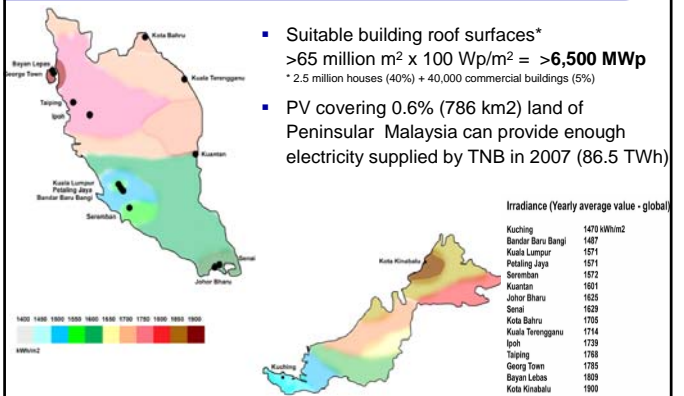 ▪ Suitable building roof surfaces*
>65 million m² x 100 Wp/m² = >6,500 MWp
* 2.5 million houses (40%) + 40,000 commercial buildings (5%)
▪ PV covering 0.6% (786 km2) land of
Peninsular Malaysia can provide enough
electricity supplied by TNB in 2007 (86.5 TWh)
Kota Bahru
Bayan Lepas
George Town
Kuala Terengganu
Taiping
Ipoh
Kuantan
Kuala Lumpur
Petaling Jaya
Bandar Baru Bangi
Seremban
Senai
Johor Bharu
1400 1450 1500 1550 1600 1650 1700 1750 1800 1850 1900
kWh/m2
Kota Kinabalu
Kuching
Irradiance (Yearly average value - global)
Kuching 1470 kWh/m2
Bandar Baru Bangi 1487
Kuala Lumpur 1571
Petaling Jaya 1571
Seremban 1572
Kuantan 1601
Johor Bharu 1625
Senai 1629
Kota Bahru 1705
Kuala Terengganu 1714
Ipoh 1739
Taiping 1768
Georg Town 1785
Bayan Lebas 1809
Kota Kinabalu 1900